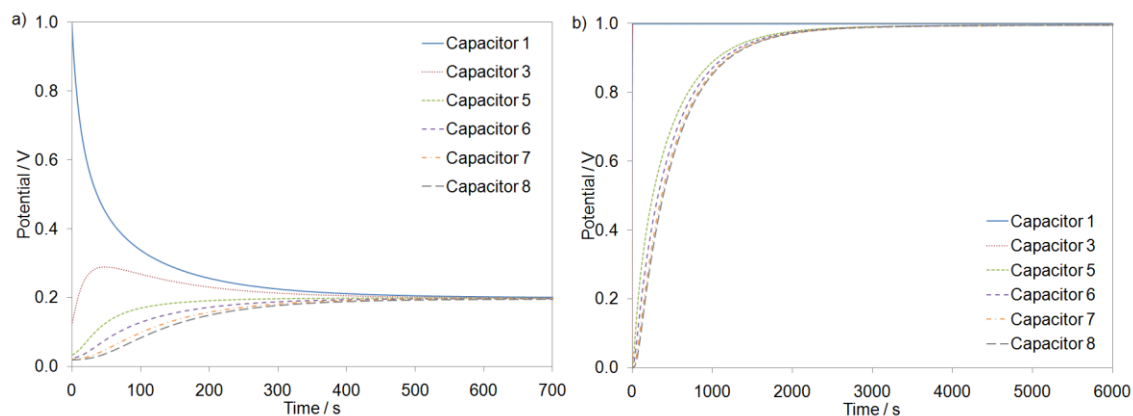 a)
Potential / V
1.0
0.8
0.6
0.4
0.2
0.0
Capacitor 1
Capacitor 3
Capacitor 5
Capacitor 6
Capacitor 7
Capacitor 8
0 100 200 300 400 500 600 700
Time / s
b)
Potential / V
1.0
0.8
0.6
0.4
0.2
0.0
Capacitor 1
Capacitor 3
Capacitor 5
Capacitor 6
Capacitor 7
Capacitor 8
0 1000 2000 3000 4000 5000 6000
Time / s